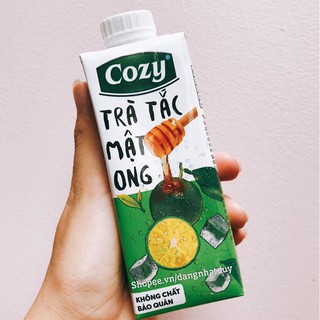 Cozy
TRÀ TẮC
MẬT
ONG
Shopee.vn/dangnhatduy
KHÔNG CHẤT
BẢO QUẢN